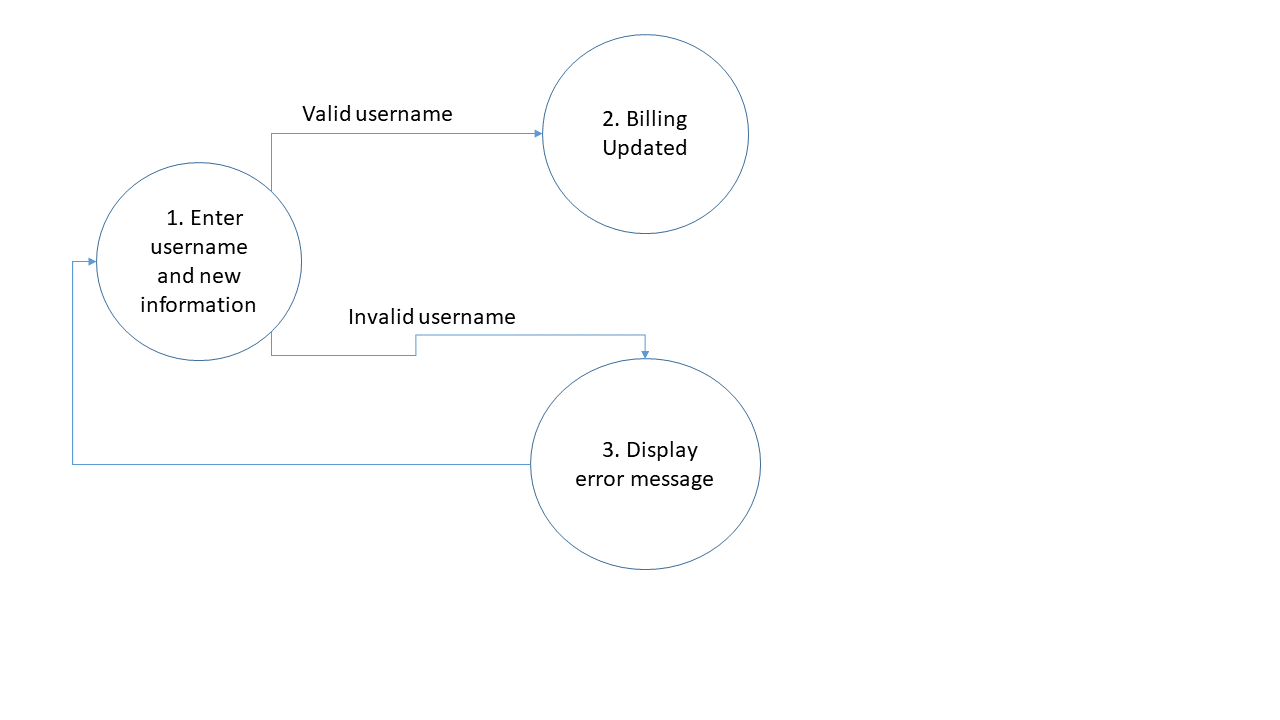 Valid username
2. Billing
Updated
1. Enter
username
and new
information
Invalid username
3. Display
error message